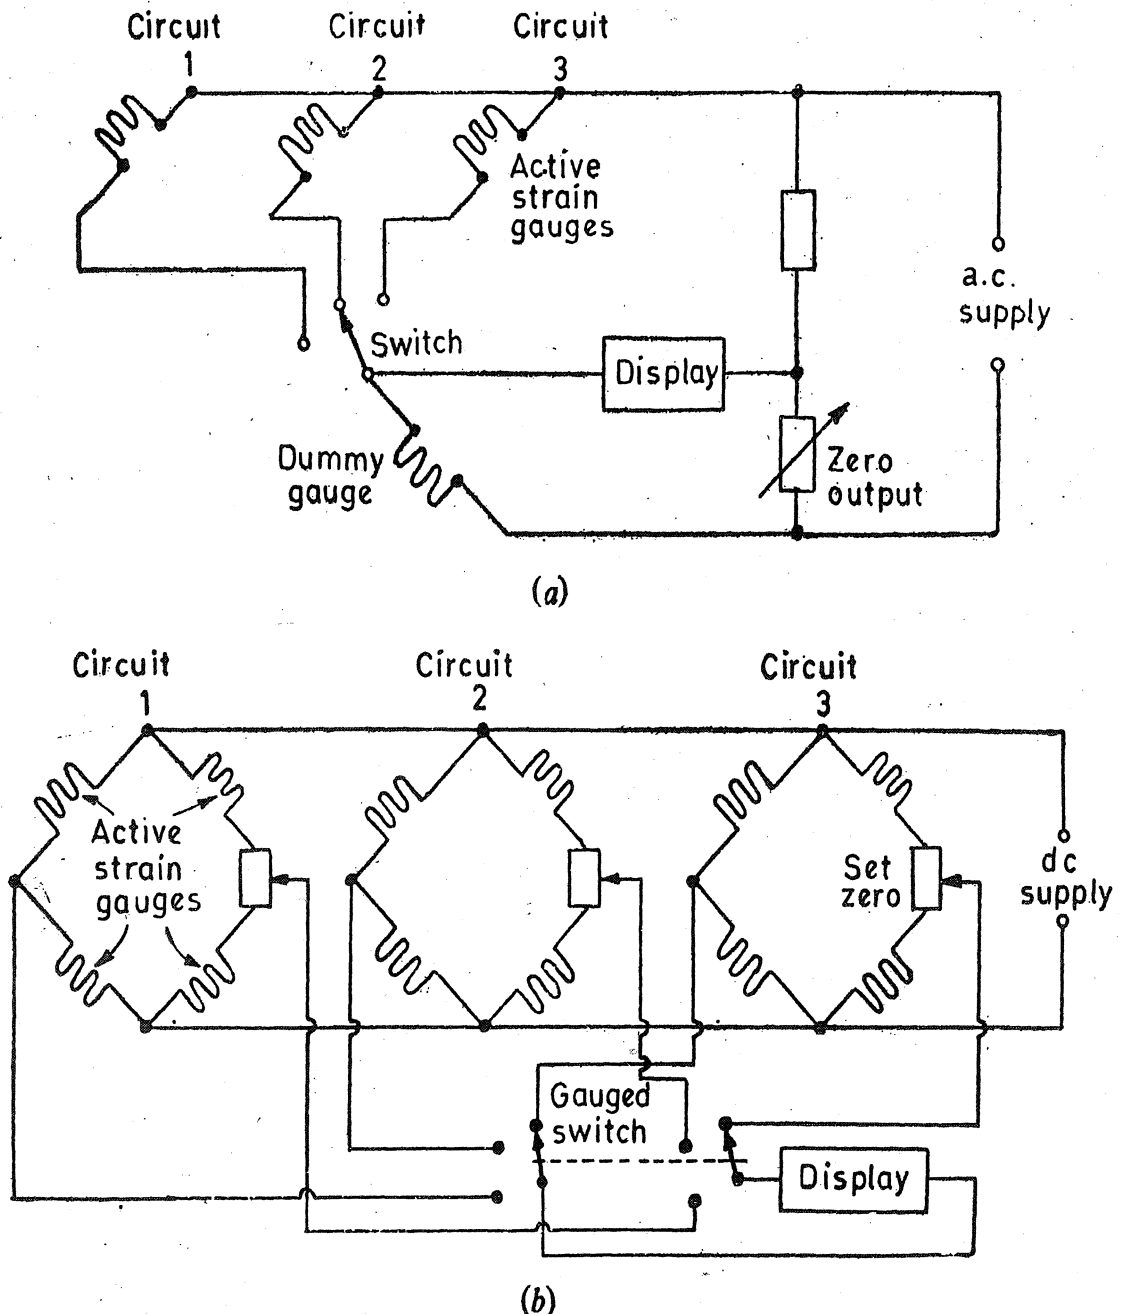 Circuit
1
Circuit
2
Circuit
3
Active
strain
gauges
a.c.
supply
Switch
Display
Dummy
gauge
Zero
output
(a)
Circuit
1
Circuit
2
Circuit
3
Active
strain
gauges
Set
zero
dc
supply
Gauged
switch
Display
(b)